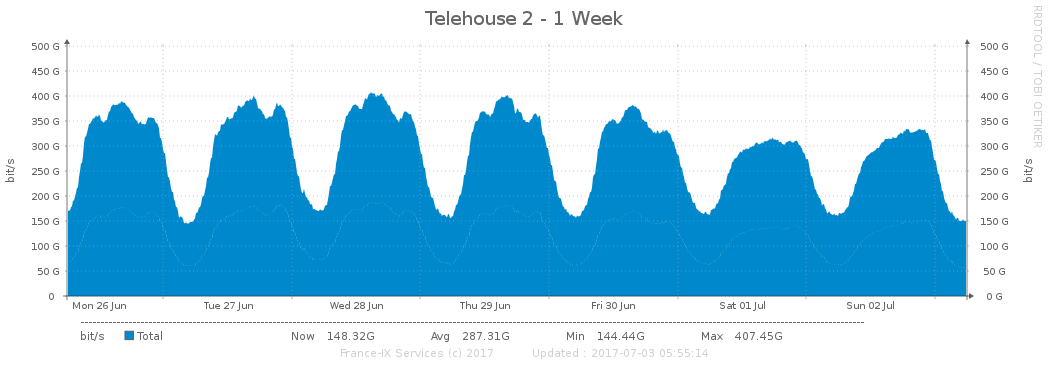 Telehouse 2 - 1 Week
RRDTOOL / TOBI OETIKER
bit/s
bit/s
500 G 500 G
450 G 450 G
400 G 400 G
350 G 350 G
300 G 300 G
250 G 250 G
200 G 200 G
150 G 150 G
100 G 100 G
50 G 50 G
0 0 G
Mon 26 Jun Tue 27 Jun Wed 28 Jun Thu 29 Jun Fri 30 Jun Sat 01 Jul Sun 02 Jul
bit/s Total Now 148.32G Avg 287.31G Min 144.44G Max 407.45G
France-IX Services (c) 2017 Updated : 2017-07-03 05:55:14